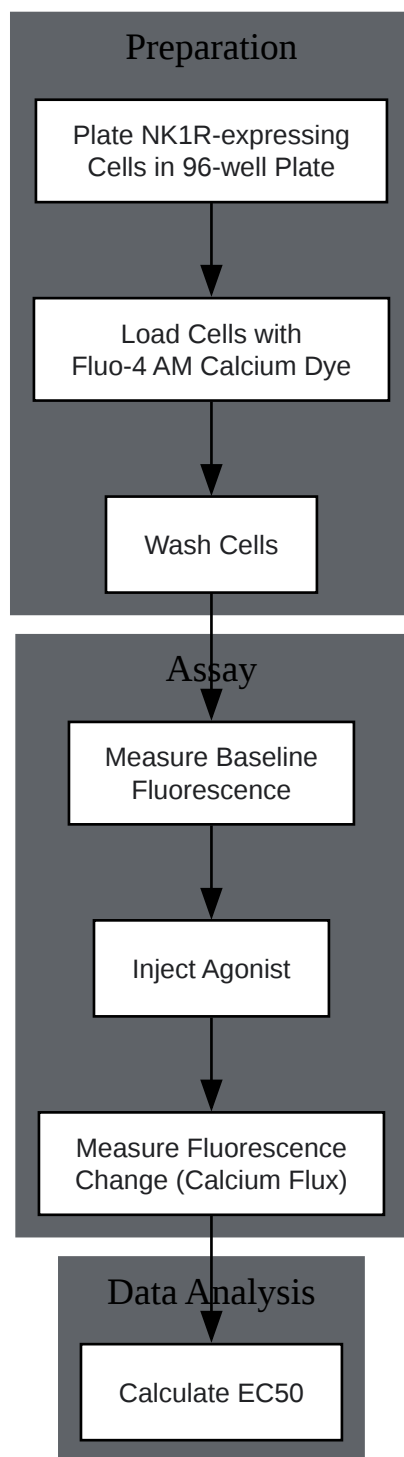 Preparation
Plate NK1R-expressing
Cells in 96-well Plate
Load Cells with
Fluo-4 AM Calcium Dye
Wash Cells
Assay
Measure Baseline
Fluorescence
Inject Agonist
Measure Fluorescence
Change (Calcium Flux)
Data Analysis
Calculate EC50